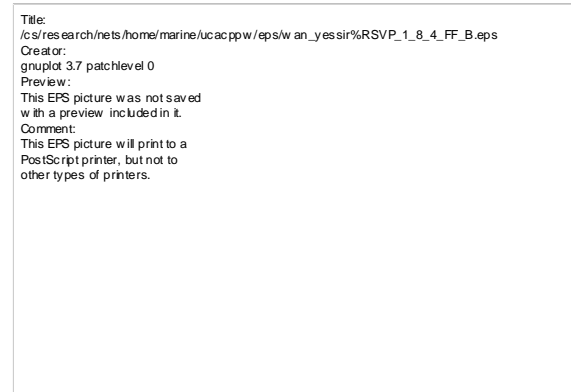 Title:
/cs/research/nets/home/marine/ucacppw/eps/wan_yessir%RSVP_1_8_4_FF_B.eps
Creator:
gnuplot 3.7 patchlevel 0
Preview:
This EPS picture was not saved
with a preview included in it.
Comment:
This EPS picture will print to a
PostScript printer, but not to
other types of printers.